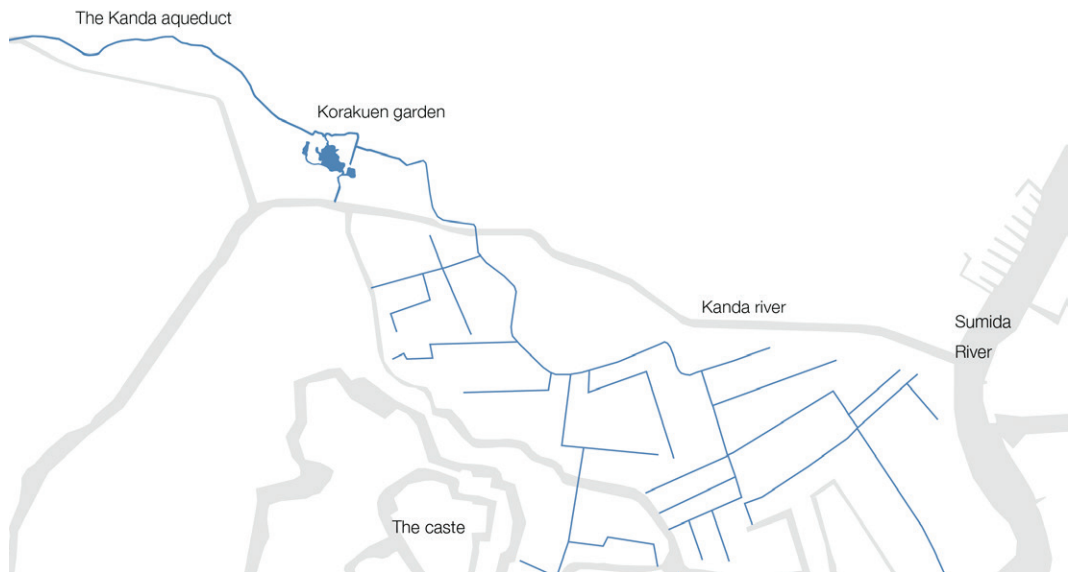 The Kanda aqueduct
Korakuen garden
Kanda river
Sumida
River
The caste